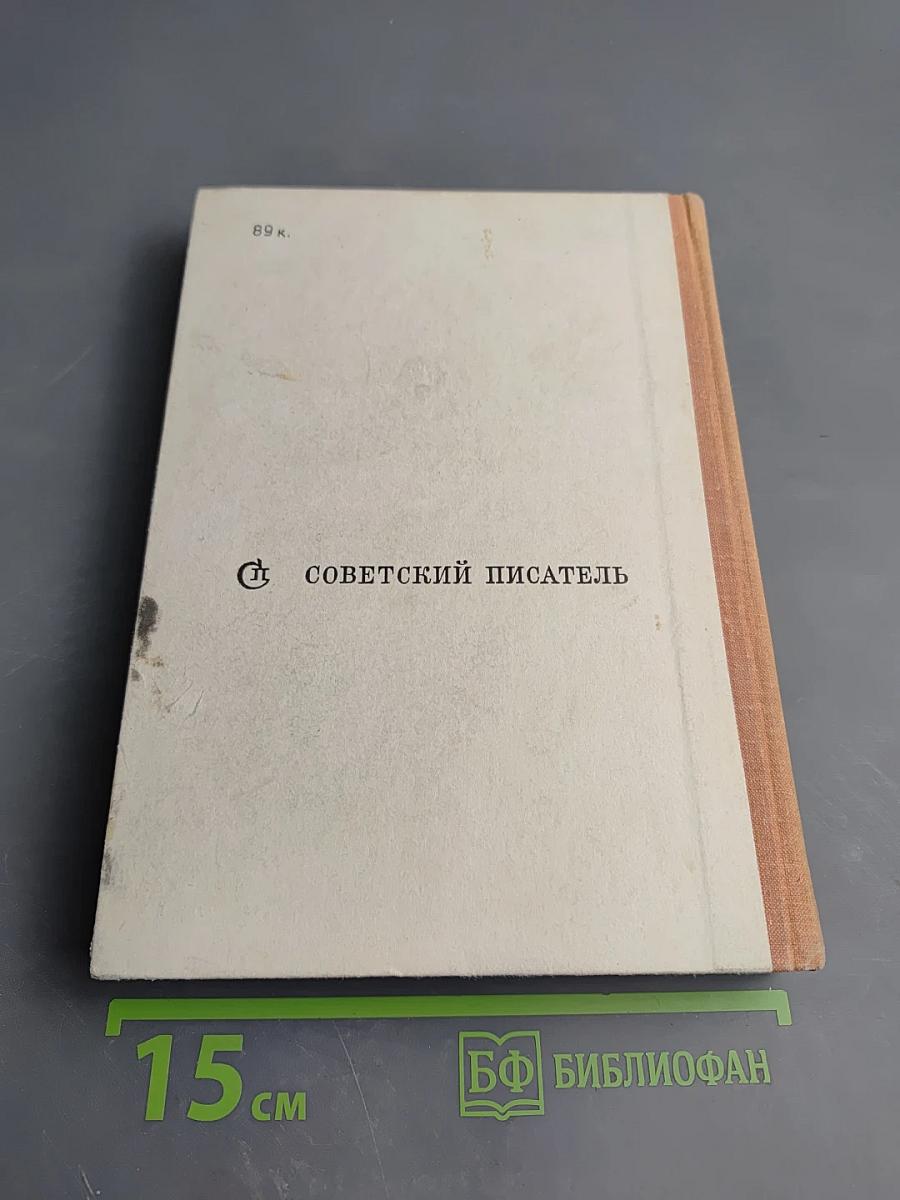 89 к.
СП СОВЕТСКИЙ ПИСАТЕЛЬ
15 см
БФ БИБЛИОФАН